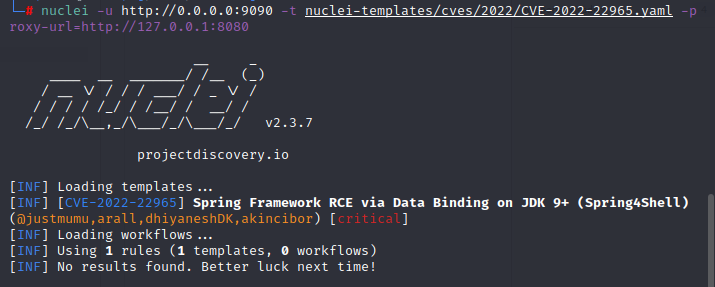 └─# nuclei -u http://0.0.0.0:9090 -t nuclei-templates/cves/2022/CVE-2022-22965.yaml -p
roxy-url=http://127.0.0.1:8080
nuclei
v2.3.7
projectdiscovery.io
[INF] Loading templates...
[INF] [CVE-2022-22965] Spring Framework RCE via Data Binding on JDK 9+ (Spring4Shell)
(@justmumu,arall,dhiyaneshDK,akincibor) [critical]
[INF] Loading workflows...
[INF] Using 1 rules (1 templates, 0 workflows)
[INF] No results found. Better luck next time!